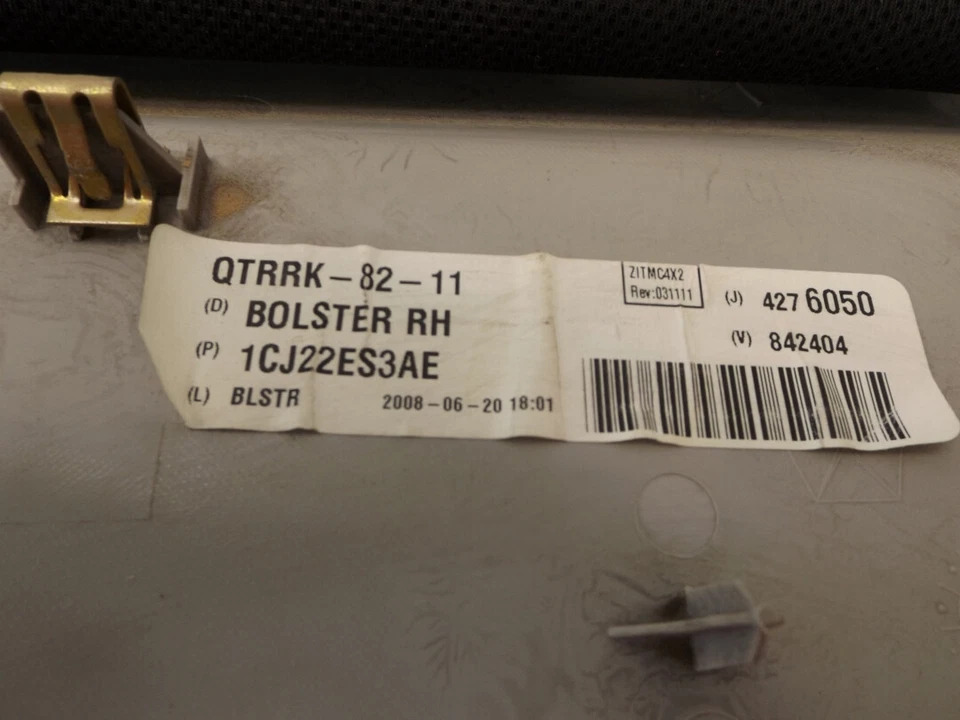 QTRRK-82-11
(D) BOLSTER RH
(P) 1CJ22ES3AE
(L) BLSTR 2008-06-20 18:01
ZITMC4X2
Rev:031111
(J) 427 6050
(V) 842404